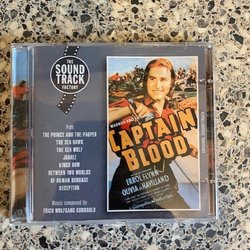 THE
SOUND
TRACK
FACTORY
Plus
THE PRINCE AND THE PAUPER
THE SEA HAWK
THE SEA WOLF
JUAREZ
KINGS ROW
BETWEEN TWO WORLDS
OF HUMAN BONDAGE
DECEPTION
Music composed by
ERICH WOLFGANG KORNGOLD
CAPTAIN
BLOOD
ERROL FLYNN
OLIVIA de HAVILLAND